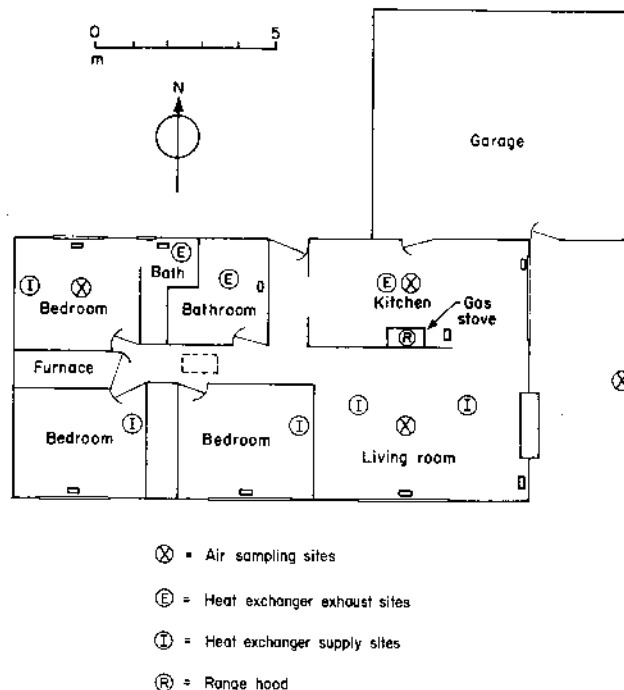 0 5
m
N
Garage
E
Bath
I X
E
E X
Bedroom
Bathroom
Kitchen
Gas
stove
R
Furnace
X
I
I
I
I
X
Bedroom
Bedroom
Living room
X = Air sampling sites
E = Heat exchanger exhaust sites
I = Heat exchanger supply sites
R = Range hood